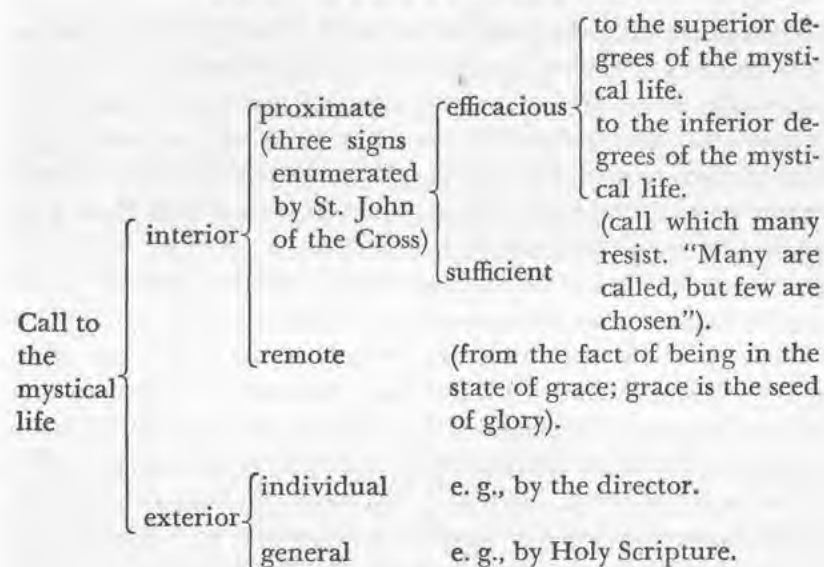 to the superior de-
grees of the mysti-
cal life.
proximate
efficacious
(three signs
to the inferior de-
enumerated
grees of the mysti-
by St. John
cal life.
of the Cross)
(call which many
interior
resist. “Many are
sufficient
called, but few are
chosen”).
Call to
the
remote
(from the fact of being in the
mystical
state of grace; grace is the seed
life
of glory).
individual
e. g., by the director.
exterior
general
e. g., by Holy Scripture.